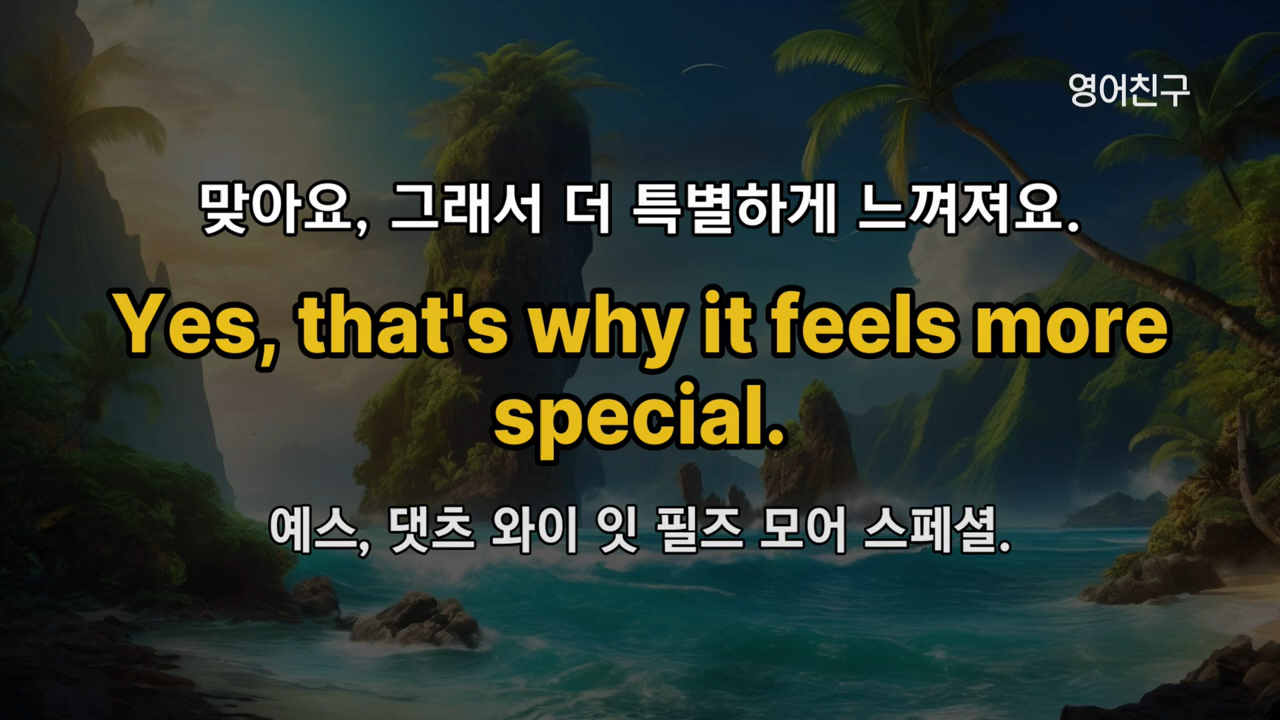 영어친구
맞아요, 그래서 더 특별하게 느껴져요.
Yes, that's why it feels more
special.
예스, 댓츠 와이 잇 필즈 모어 스페셜.